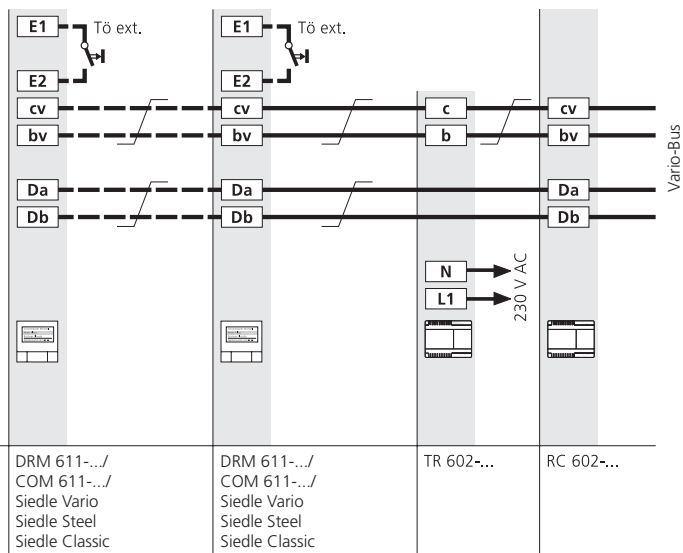 E1 Tö ext. E1 Tö ext.
E2 E2
cv cv c cv
bv bv b bv
Vario-Bus
Da Da Da
Db Db Db
N
L1
230 V AC
DRM 611-.../ DRM 611-.../ TR 602-... RC 602-...
COM 611-.../ COM 611-.../
Siedle Vario Siedle Vario
Siedle Steel Siedle Steel
Siedle Classic Siedle Classic